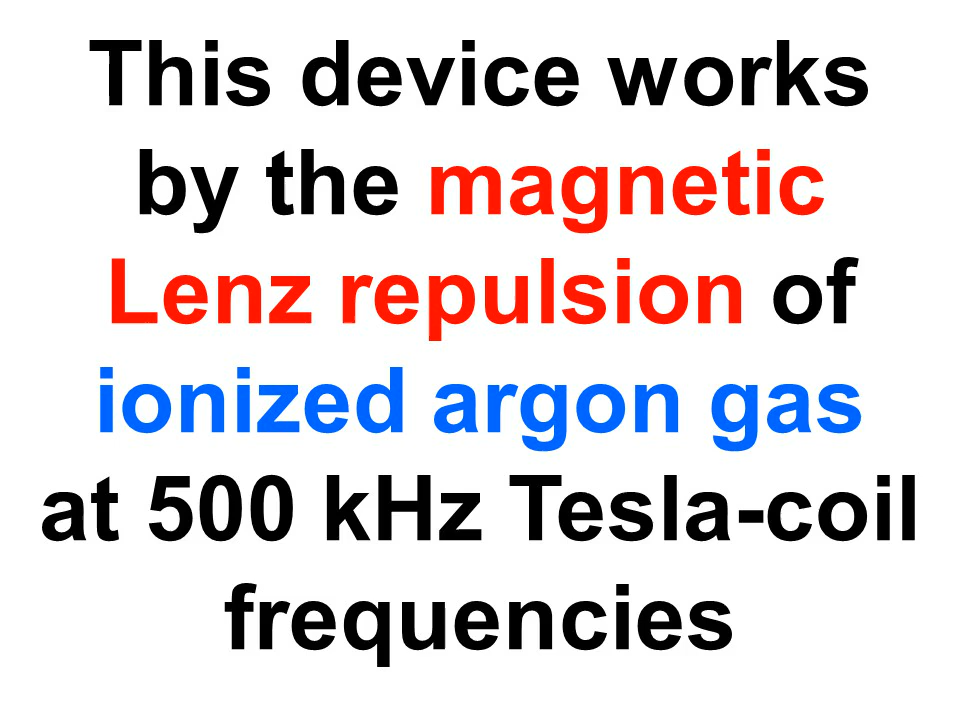 This device works
by the magnetic
Lenz repulsion of
ionized argon gas
at 500 kHz Tesla-coil
frequencies